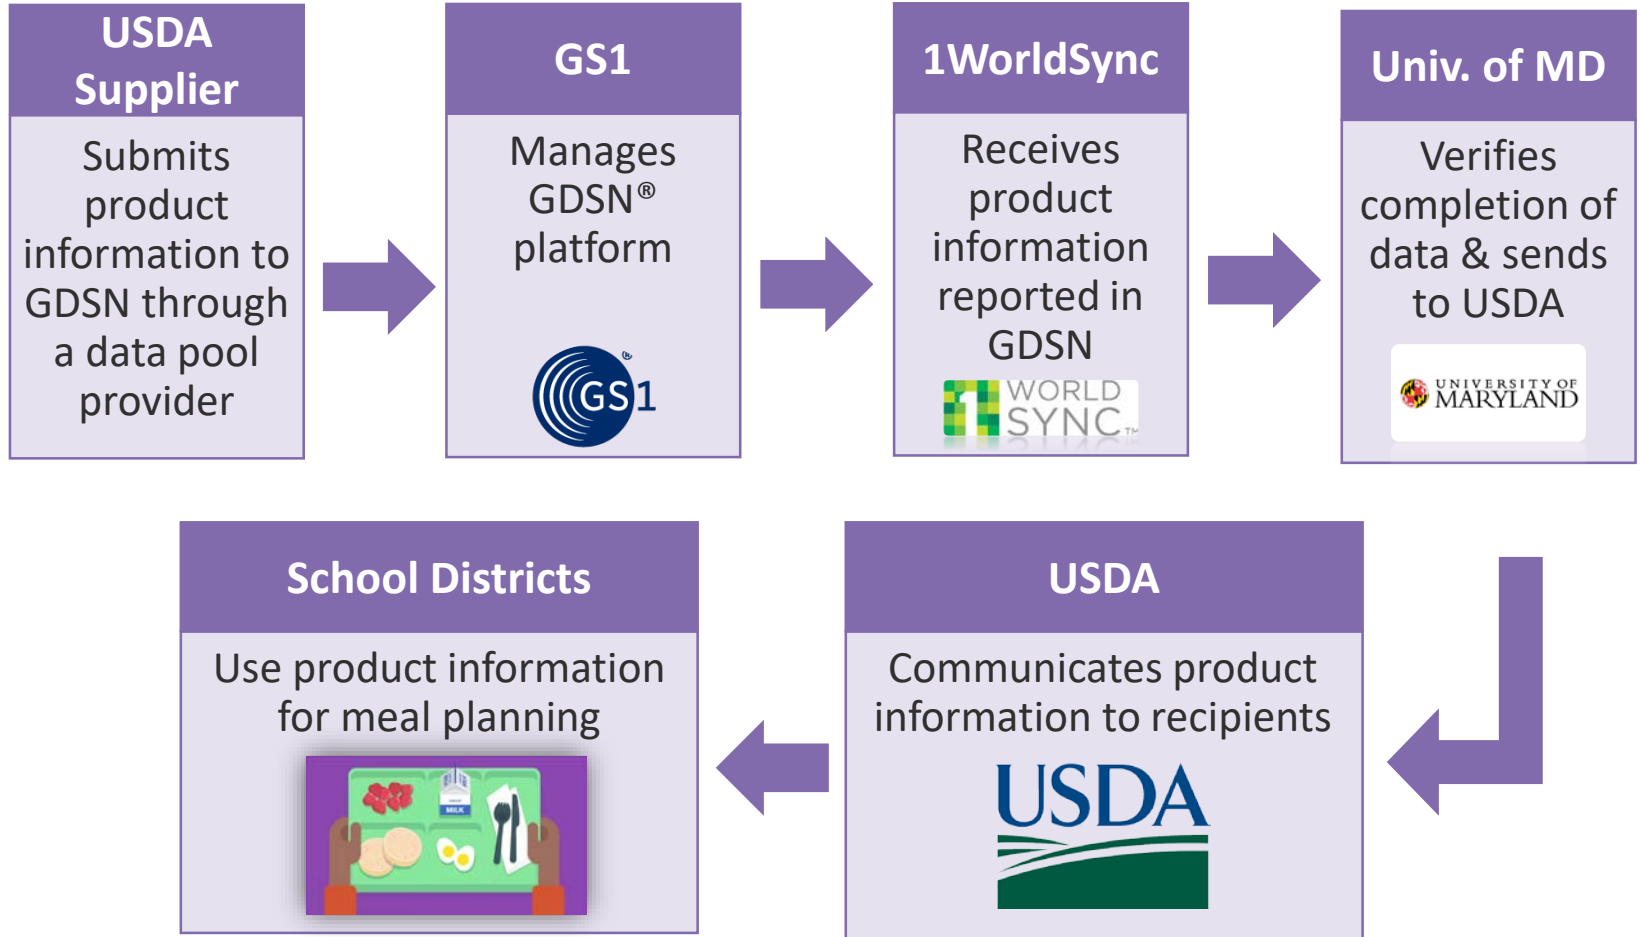 USDA
Supplier
Submits
product
information to
GDSN through
a data pool
provider
GS1
Manages
GDSN®
platform
GS1
®
1WorldSync
Receives
product
information
reported in
GDSN
1 WORLD
SYNC™
Univ. of MD
Verifies
completion of
data & sends
to USDA
UNIVERSITY OF
MARYLAND
School Districts
Use product information
for meal planning
MILK
USDA
Communicates product
information to recipients
USDA